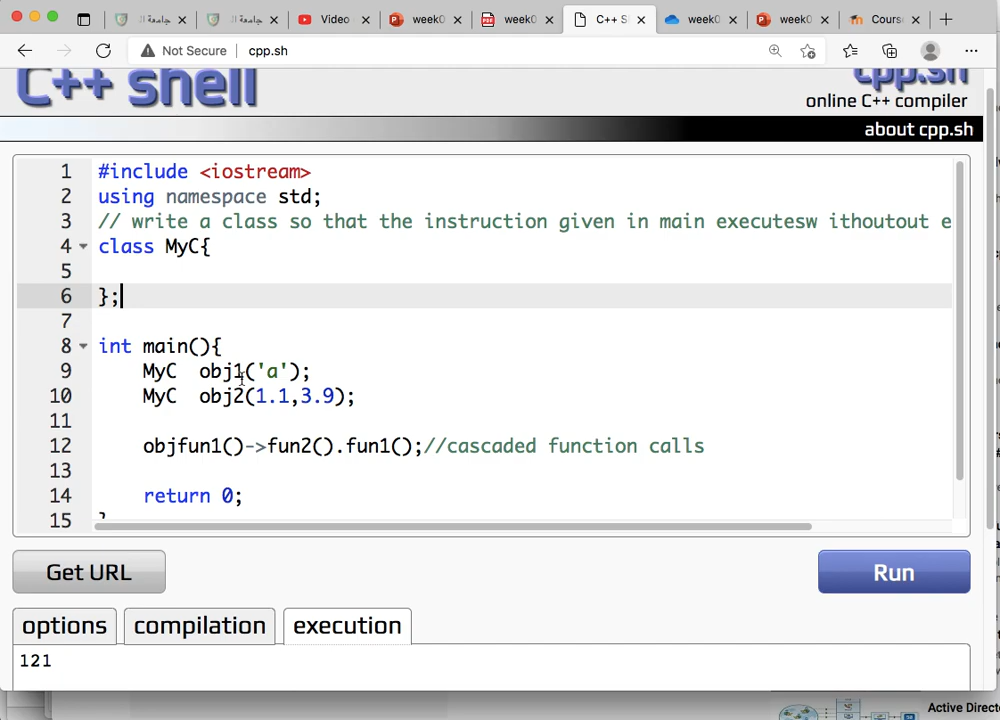 جامعة الـ
جامعة الـ
Video
week0
week0
C++ S
week0
week0
Cours
Not Secure
cpp.sh
C++ shell
cpp.sh
online C++ compiler
about cpp.sh
1 #include <iostream>
2 using namespace std;
3 // write a class so that the instruction given in main executesw ithoutout e
4 class MyC{
5
6 };
7
8 int main(){
9 MyC obj1('a');
10 MyC obj2(1.1,3.9);
11
12 objfun1()->fun2().fun1();//cascaded function calls
13
14 return 0;
15 }
Get URL
Run
options
compilation
execution
121
Active Direct